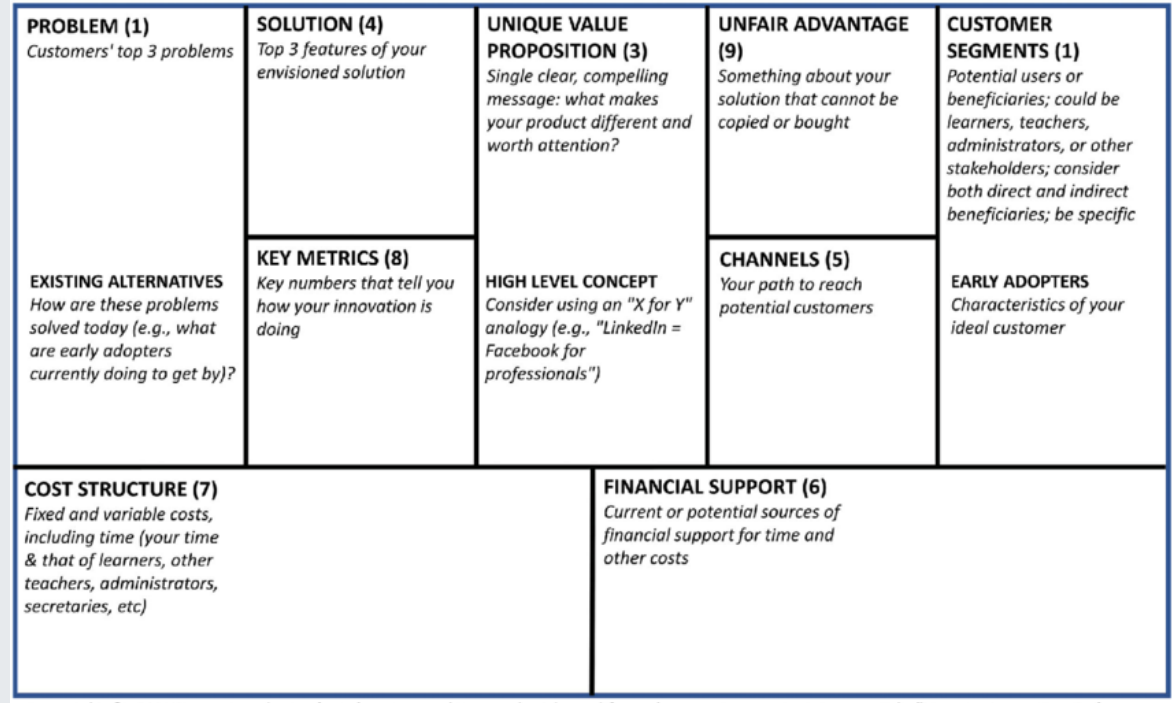 PROBLEM (1)
Customers' top 3 problems
EXISTING ALTERNATIVES
How are these problems
solved today (e.g., what
are early adopters
currently doing to get by)?
SOLUTION (4)
Top 3 features of your
envisioned solution
KEY METRICS (8)
Key numbers that tell you
how your innovation is
doing
UNIQUE VALUE
PROPOSITION (3)
Single clear, compelling
message: what makes
your product different and
worth attention?
HIGH LEVEL CONCEPT
Consider using an "X for Y"
analogy (e.g., "LinkedIn =
Facebook for
professionals")
UNFAIR ADVANTAGE
(9)
Something about your
solution that cannot be
copied or bought
CHANNELS (5)
Your path to reach
potential customers
CUSTOMER
SEGMENTS (1)
Potential users or
beneficiaries; could be
learners, teachers,
administrators, or other
stakeholders; consider
both direct and indirect
beneficiaries; be specific
EARLY ADOPTERS
Characteristics of your
ideal customer
COST STRUCTURE (7)
Fixed and variable costs,
including time (your time
& that of learners, other
teachers, administrators,
secretaries, etc)
FINANCIAL SUPPORT (6)
Current or potential sources of
financial support for time and
other costs